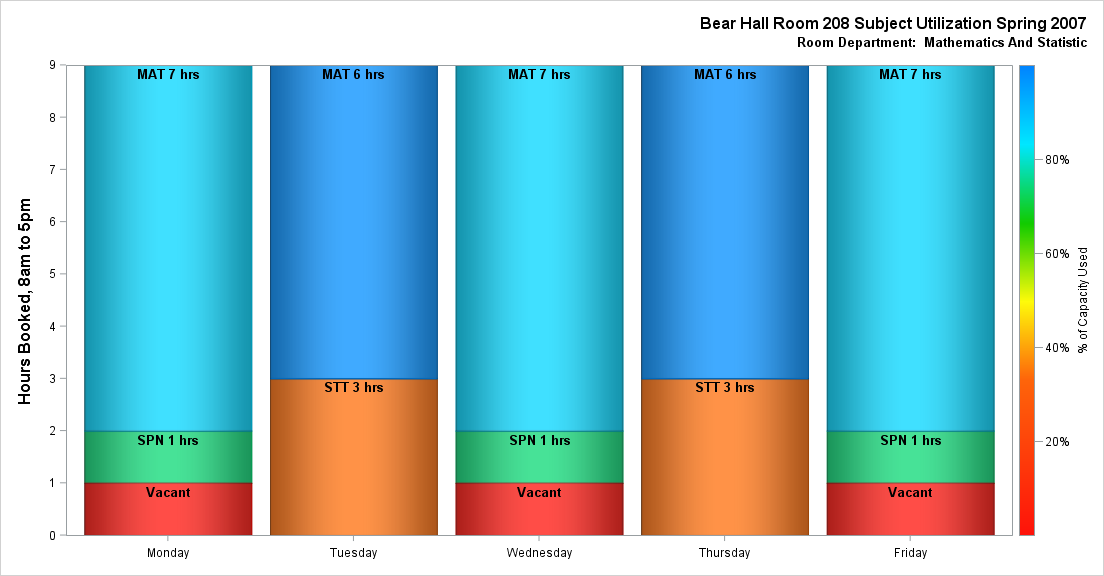 Bear Hall Room 208 Subject Utilization Spring 2007
Room Department:  Mathematics And Statistic
Hours Booked, 8am to 5pm
9
8
7
6
5
4
3
2
1
0
MAT 7 hrs
SPN 1 hrs
Vacant
MAT 6 hrs
STT 3 hrs
MAT 7 hrs
SPN 1 hrs
Vacant
MAT 6 hrs
STT 3 hrs
MAT 7 hrs
SPN 1 hrs
Vacant
Monday
Tuesday
Wednesday
Thursday
Friday
80%
60%
40%
20%
% of Capacity Used